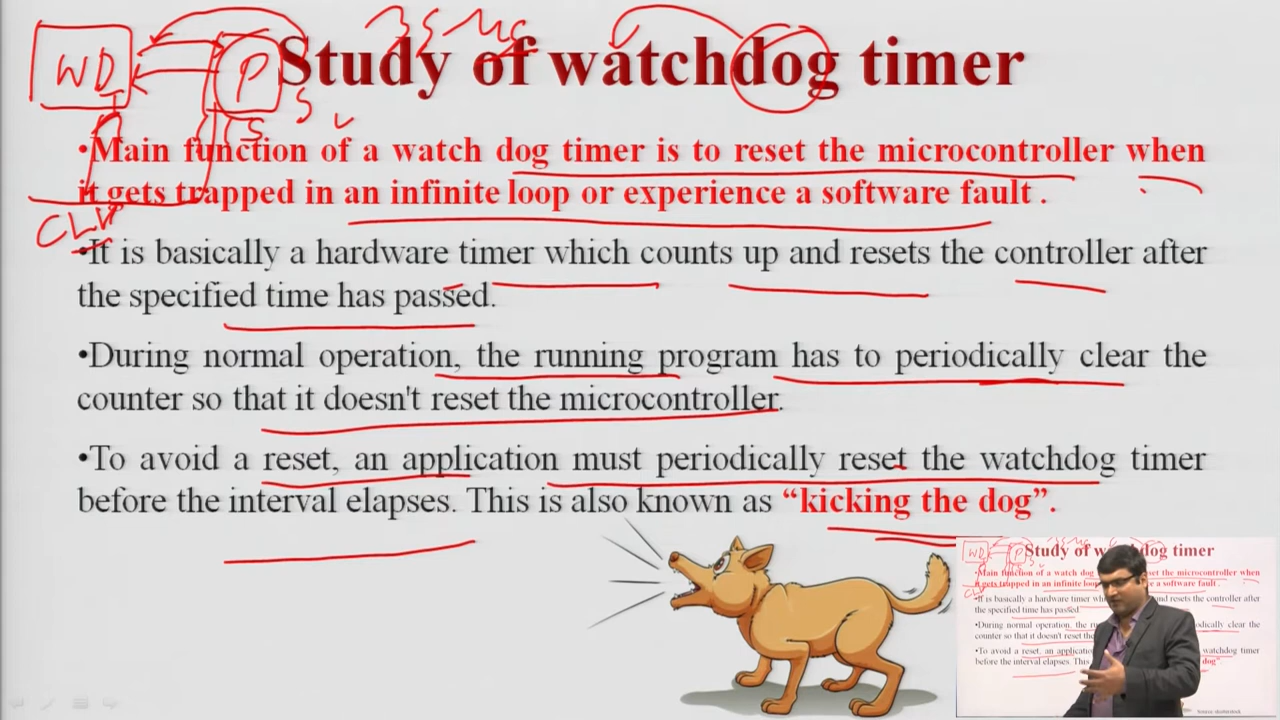 WD P
Study of watchdog timer
•Main function of a watch dog timer is to reset the microcontroller when
it gets trapped in an infinite loop or experience a software fault .
CLK
•It is basically a hardware timer which counts up and resets the controller after
the specified time has passed.
•During normal operation, the running program has to periodically clear the
counter so that it doesn't reset the microcontroller.
•To avoid a reset, an application must periodically reset the watchdog timer
before the interval elapses. This is also known as “kicking the dog”.